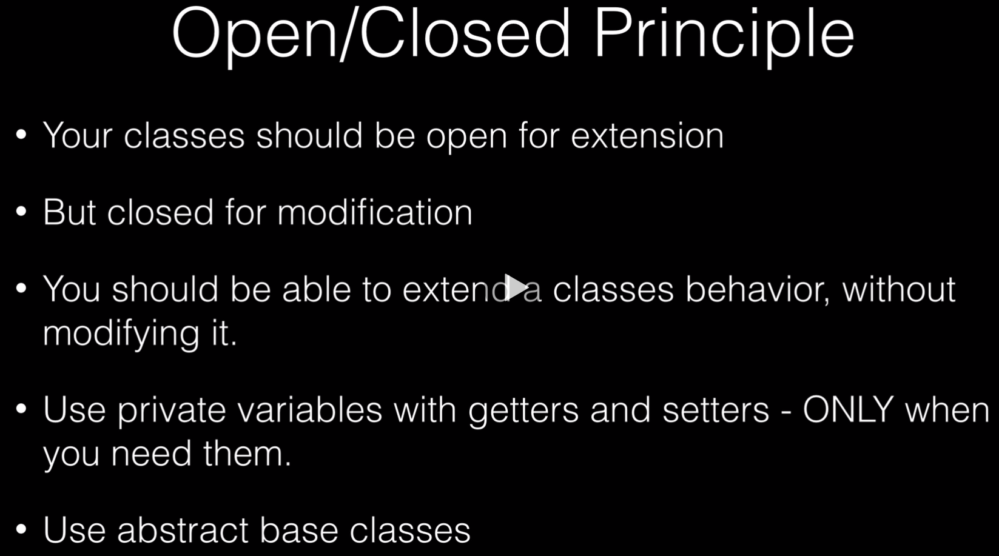 Open/Closed Principle
• Your classes should be open for extension
• But closed for modification
• You should be able to extend a classes behavior, without
modifying it.
• Use private variables with getters and setters - ONLY when
you need them.
• Use abstract base classes